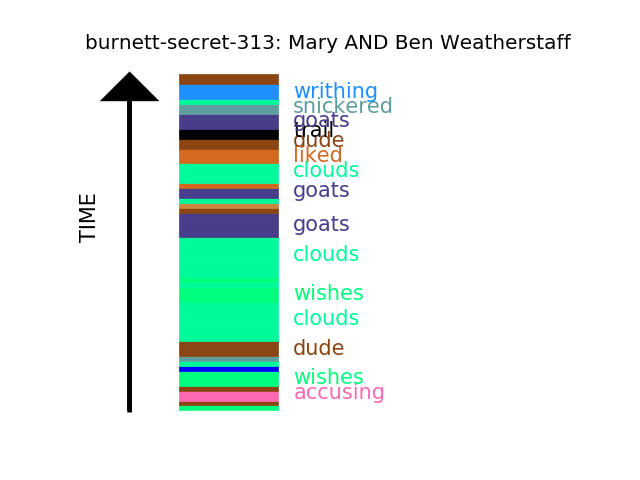 burnett-secret-313: Mary AND Ben Weatherstaff
TIME
writhing
snickered
goats
trail
dude
liked
clouds
goats
goats
clouds
wishes
clouds
dude
wishes
accusing